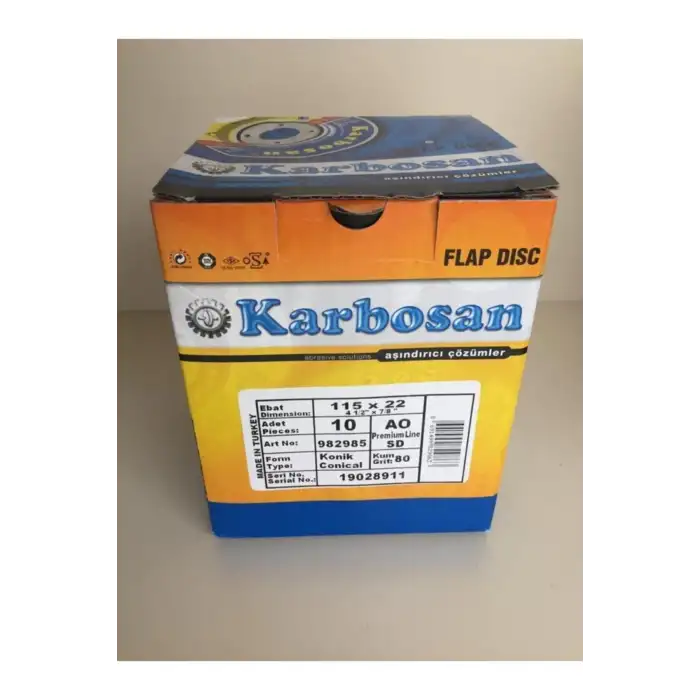 Karbosan
Karbosan
aşındırıcı çözümler
FLAP DISC
Karbosan
abrasive solutions aşındırıcı çözümler
MADE IN TURKEY
Ebat 115 x 22
Dimension: 4 1/2" x 7/8"
Adet 10 AO
Pieces: Premium Line
Art No: 982985 SD
Form Konik Kum
Type: Conical Grit: 80
Seri No.
Serial No.: 19028911